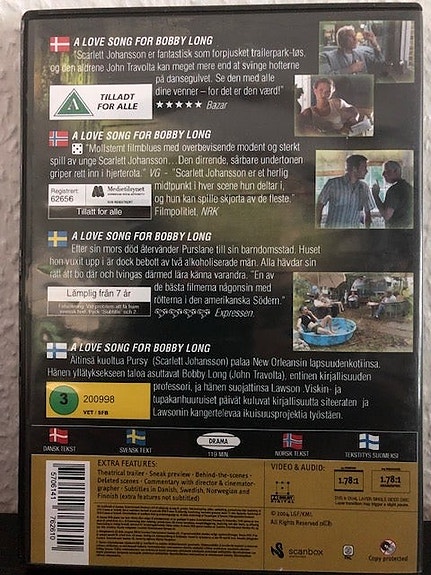 A LOVE SONG FOR BOBBY LONG
"Scarlett Johansson er fantastisk som forpjusket trailerpark-tøs,
og den aldrene John Travolta kan meget mere end at svinge hofterne
på dansegulvet. Se den med alle
dine venner – for det er den værd!"
★★★★★ Bazar
A
TILLADT
FOR ALLE
A LOVE SONG FOR BOBBY LONG
"Mollstemt filmblues med overbevisende modent og sterkt
spill av unge Scarlett Johansson...Den dirrende, sårbare undertonen
griper rett inn i hjerterota." VG - "Scarlett Johansson er et herlig
midtpunkt i hver scene hun deltar i,
og hun kan spille skjorta av de fleste."
Filmpolitiet, NRK
Registrert:
62656
Medietilsynet
Tillatt for alle
A LOVE SONG FOR BOBBY LONG
Efter sin mors död återvänder Purslane till sin barndomsstad. Huset
hon vuxit upp i är dock bebott av två alkoholiserade män. Alla hävdar sin
rätt att bo där och tvingas därmed lära känna varandra. "En av
de bästa filmerna någonsin med
rötterna i den amerikanska Södern."
Expressen
Lämplig från 7 år
A LOVE SONG FOR BOBBY LONG
Äitinsä kuoltua Pursy (Scarlett Johansson) palaa New Orleansin lapsuudenkotiinsa.
Hänen yllätyksekseen taloa asuttavat Bobby Long (John Travolta), entinen kirjallisuuden
professori, ja hänen suojattinsa Lawson. Viskin- ja
tupakanhuuruiset päivät kuluvat kirjallisuutta siteeraten ja
Lawsonin kangertelevaa ikuisuusprojektia työstäen.
3
200998
VET / SFB
DANSK TEKST
SVENSK TEXT
DRAMA
119 MIN.
NORSK TEKST
TEKSTITYS SUOMEKSI
EXTRA FEATURES:
Theatrical trailer - Sneak preview - Behind-the-scenes -
Deleted scenes - Commentary with director & cinemato-
grapher - Subtitles in Danish, Swedish, Norwegian and
Finnish (extra features not subtitled)
VIDEO & AUDIO:
1.78:1
1.78:1
© 2004 LGF/KMI.
All Rights Reserved
scanbox
PAL
Copy protected
5 706141 762610